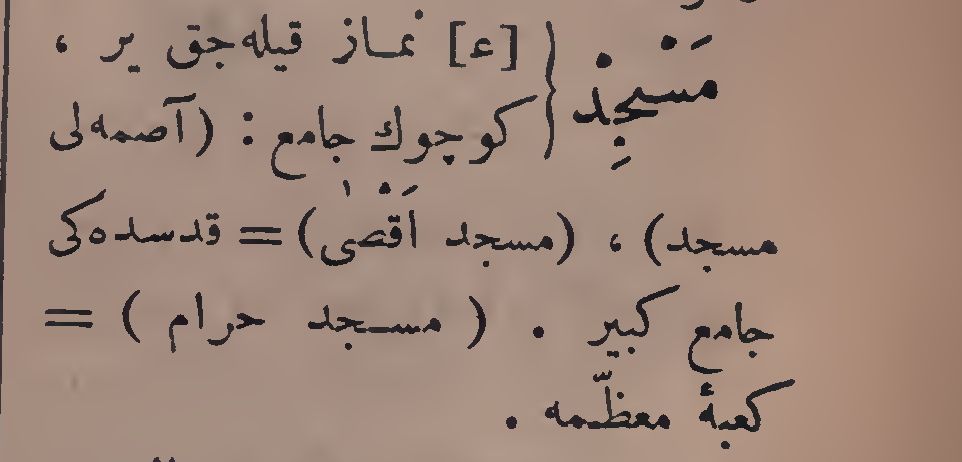 مَسْجِد { [ع] نماز قیله‌جق یر ،
كوچوك جامع : (آصمه‌لی
مسجد) ، (مسجد اَقْصٰی) = قدسده‌كی
جامع كبیر . ( مسجد حرام ) =
كعبهٔ معظّمه .